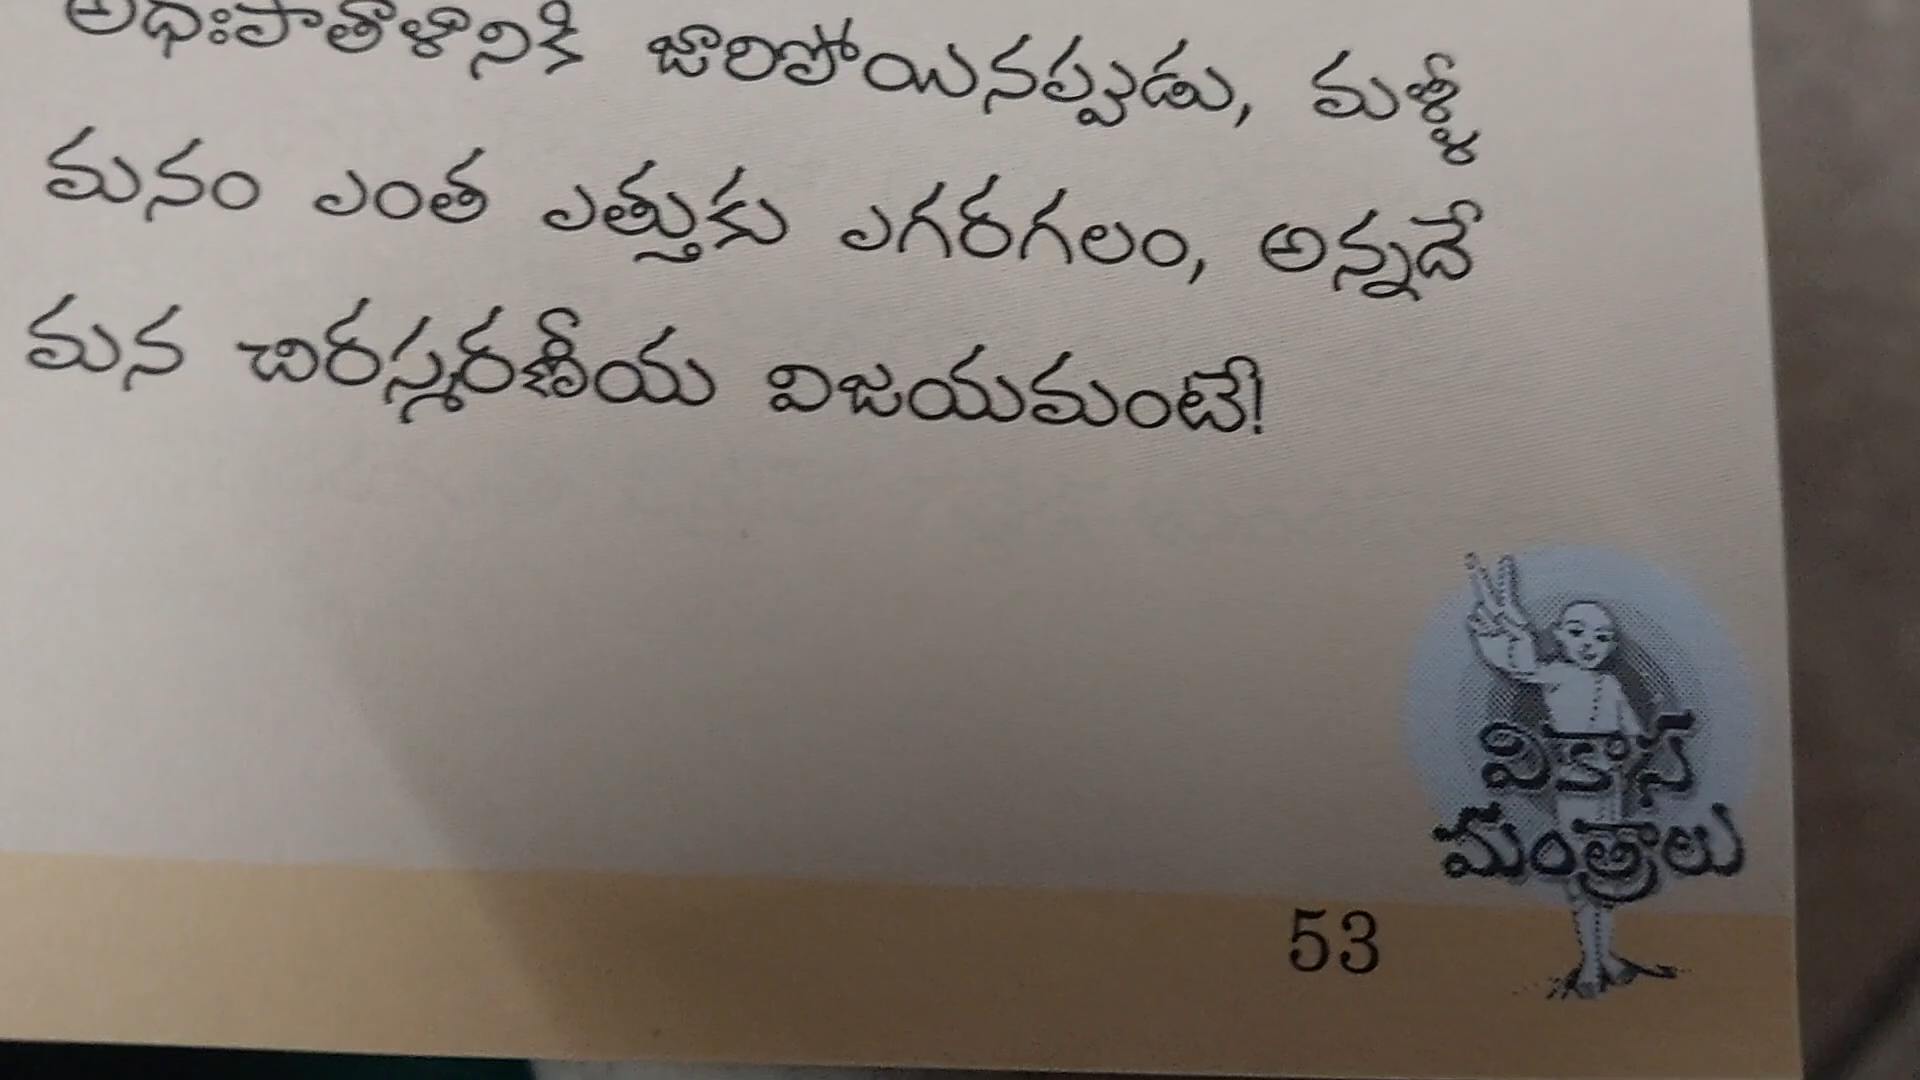 అధఃపాతాళానికి జారిపోయినప్పుడు, మళ్ళీ
మనం ఎంత ఎత్తుకు ఎగరగలం, అన్నదే
మన చిరస్మరణీయ విజయమంటే!
వికాస
మంత్రాలు
53